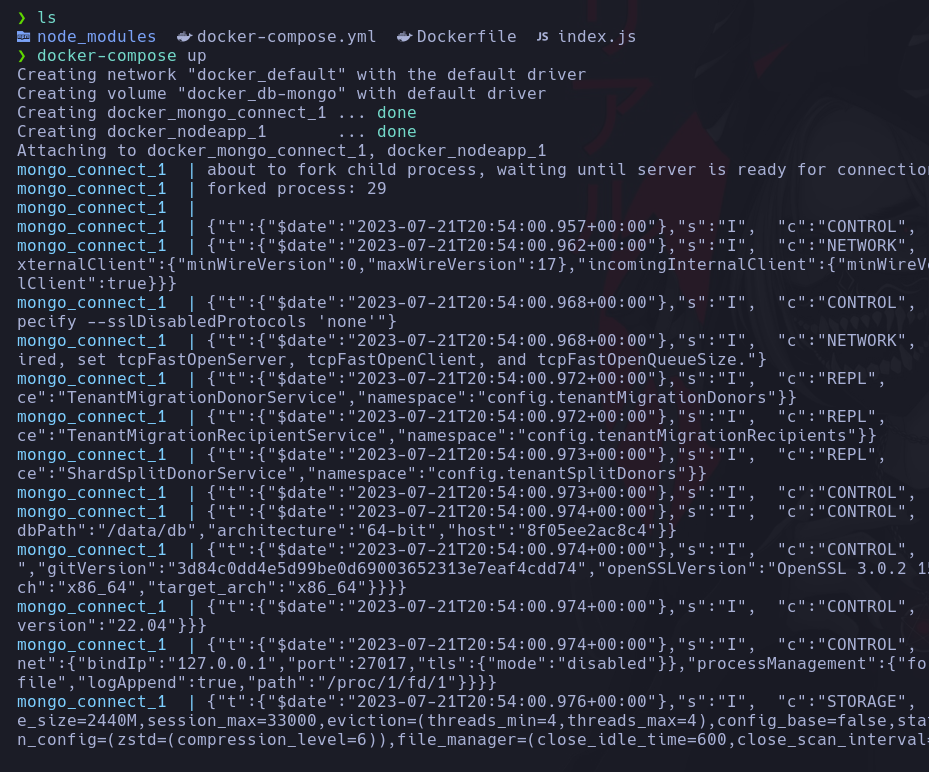 ❯ ls
node_modules docker-compose.yml Dockerfile JS index.js
❯ docker-compose up
Creating network "docker_default" with the default driver
Creating volume "docker_db-mongo" with default driver
Creating docker_mongo_connect_1 ... done
Creating docker_nodeapp_1       ... done
Attaching to docker_mongo_connect_1, docker_nodeapp_1
mongo_connect_1  | about to fork child process, waiting until server is ready for connection
mongo_connect_1  | forked process: 29
mongo_connect_1  |
mongo_connect_1  | {"t":{"$date":"2023-07-21T20:54:00.957+00:00"},"s":"I",  "c":"CONTROL",
mongo_connect_1  | {"t":{"$date":"2023-07-21T20:54:00.962+00:00"},"s":"I",  "c":"NETWORK",
xternalClient":{"minWireVersion":0,"maxWireVersion":17},"incomingInternalClient":{"minWireVe
lClient":true}}}
mongo_connect_1  | {"t":{"$date":"2023-07-21T20:54:00.968+00:00"},"s":"I",  "c":"CONTROL",
pecify --sslDisabledProtocols 'none'"}
mongo_connect_1  | {"t":{"$date":"2023-07-21T20:54:00.968+00:00"},"s":"I",  "c":"NETWORK",
ired, set tcpFastOpenServer, tcpFastOpenClient, and tcpFastOpenQueueSize."}
mongo_connect_1  | {"t":{"$date":"2023-07-21T20:54:00.972+00:00"},"s":"I",  "c":"REPL",
ce":"TenantMigrationDonorService","namespace":"config.tenantMigrationDonors"}}
mongo_connect_1  | {"t":{"$date":"2023-07-21T20:54:00.972+00:00"},"s":"I",  "c":"REPL",
ce":"TenantMigrationRecipientService","namespace":"config.tenantMigrationRecipients"}}
mongo_connect_1  | {"t":{"$date":"2023-07-21T20:54:00.973+00:00"},"s":"I",  "c":"REPL",
ce":"ShardSplitDonorService","namespace":"config.tenantSplitDonors"}}
mongo_connect_1  | {"t":{"$date":"2023-07-21T20:54:00.973+00:00"},"s":"I",  "c":"CONTROL",
mongo_connect_1  | {"t":{"$date":"2023-07-21T20:54:00.974+00:00"},"s":"I",  "c":"CONTROL",
dbPath":"/data/db","architecture":"64-bit","host":"8f05ee2ac8c4"}}
mongo_connect_1  | {"t":{"$date":"2023-07-21T20:54:00.974+00:00"},"s":"I",  "c":"CONTROL",
","gitVersion":"3d84c0dd4e5d99be0d69003652313e7eaf4cdd74","openSSLVersion":"OpenSSL 3.0.2 15
ch":"x86_64","target_arch":"x86_64"}}}}
mongo_connect_1  | {"t":{"$date":"2023-07-21T20:54:00.974+00:00"},"s":"I",  "c":"CONTROL",
version":"22.04"}}}
mongo_connect_1  | {"t":{"$date":"2023-07-21T20:54:00.974+00:00"},"s":"I",  "c":"CONTROL",
net":{"bindIp":"127.0.0.1","port":27017,"tls":{"mode":"disabled"}},"processManagement":{"fo
file","logAppend":true,"path":"/proc/1/fd/1"}}}}
mongo_connect_1  | {"t":{"$date":"2023-07-21T20:54:00.976+00:00"},"s":"I",  "c":"STORAGE",
e_size=2440M,session_max=33000,eviction=(threads_min=4,threads_max=4),config_base=false,stat
n_config=(zstd=(compression_level=6)),file_manager=(close_idle_time=600,close_scan_interval=